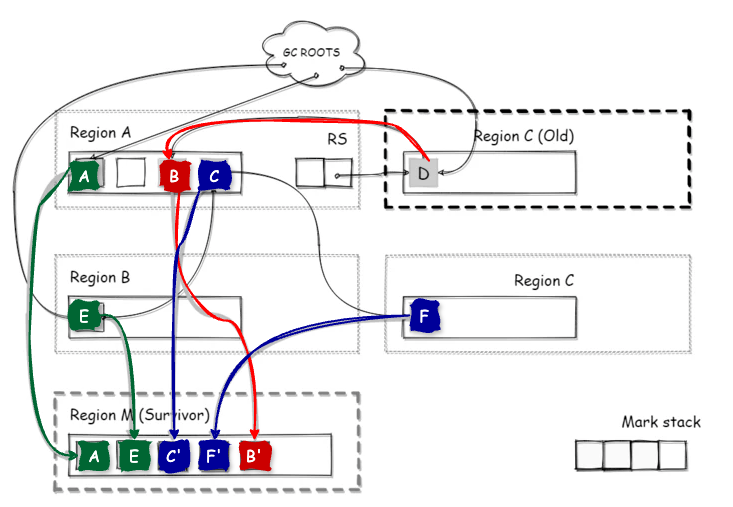 GC ROOTS
Region A
RS
Region C (Old)
A
B
C
D
Region B
Region C
E
F
Region M (Survivor)
Mark stack
A
E
C'
F'
B'